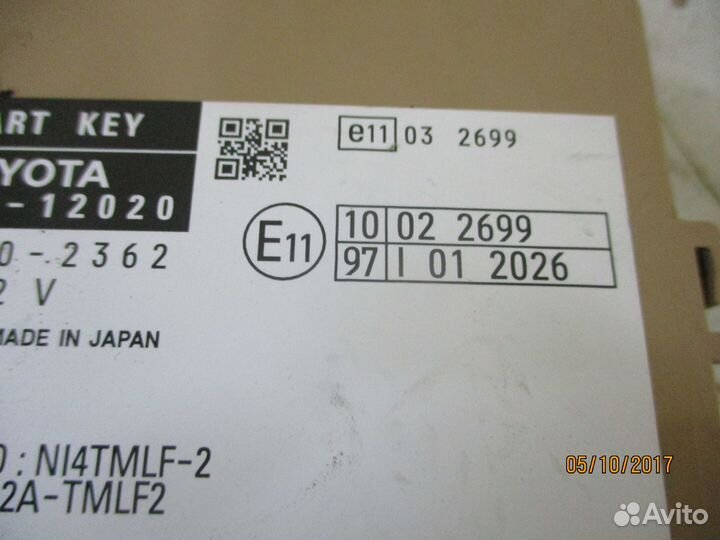 ART KEY
YOTA
-12020
0-2362
2 V
MADE IN JAPAN
e11 03 2699
E11
10 02 2699
97 I 01 2026
: NI4TMLF-2
2A-TMLF2
05/10/2017
Avito